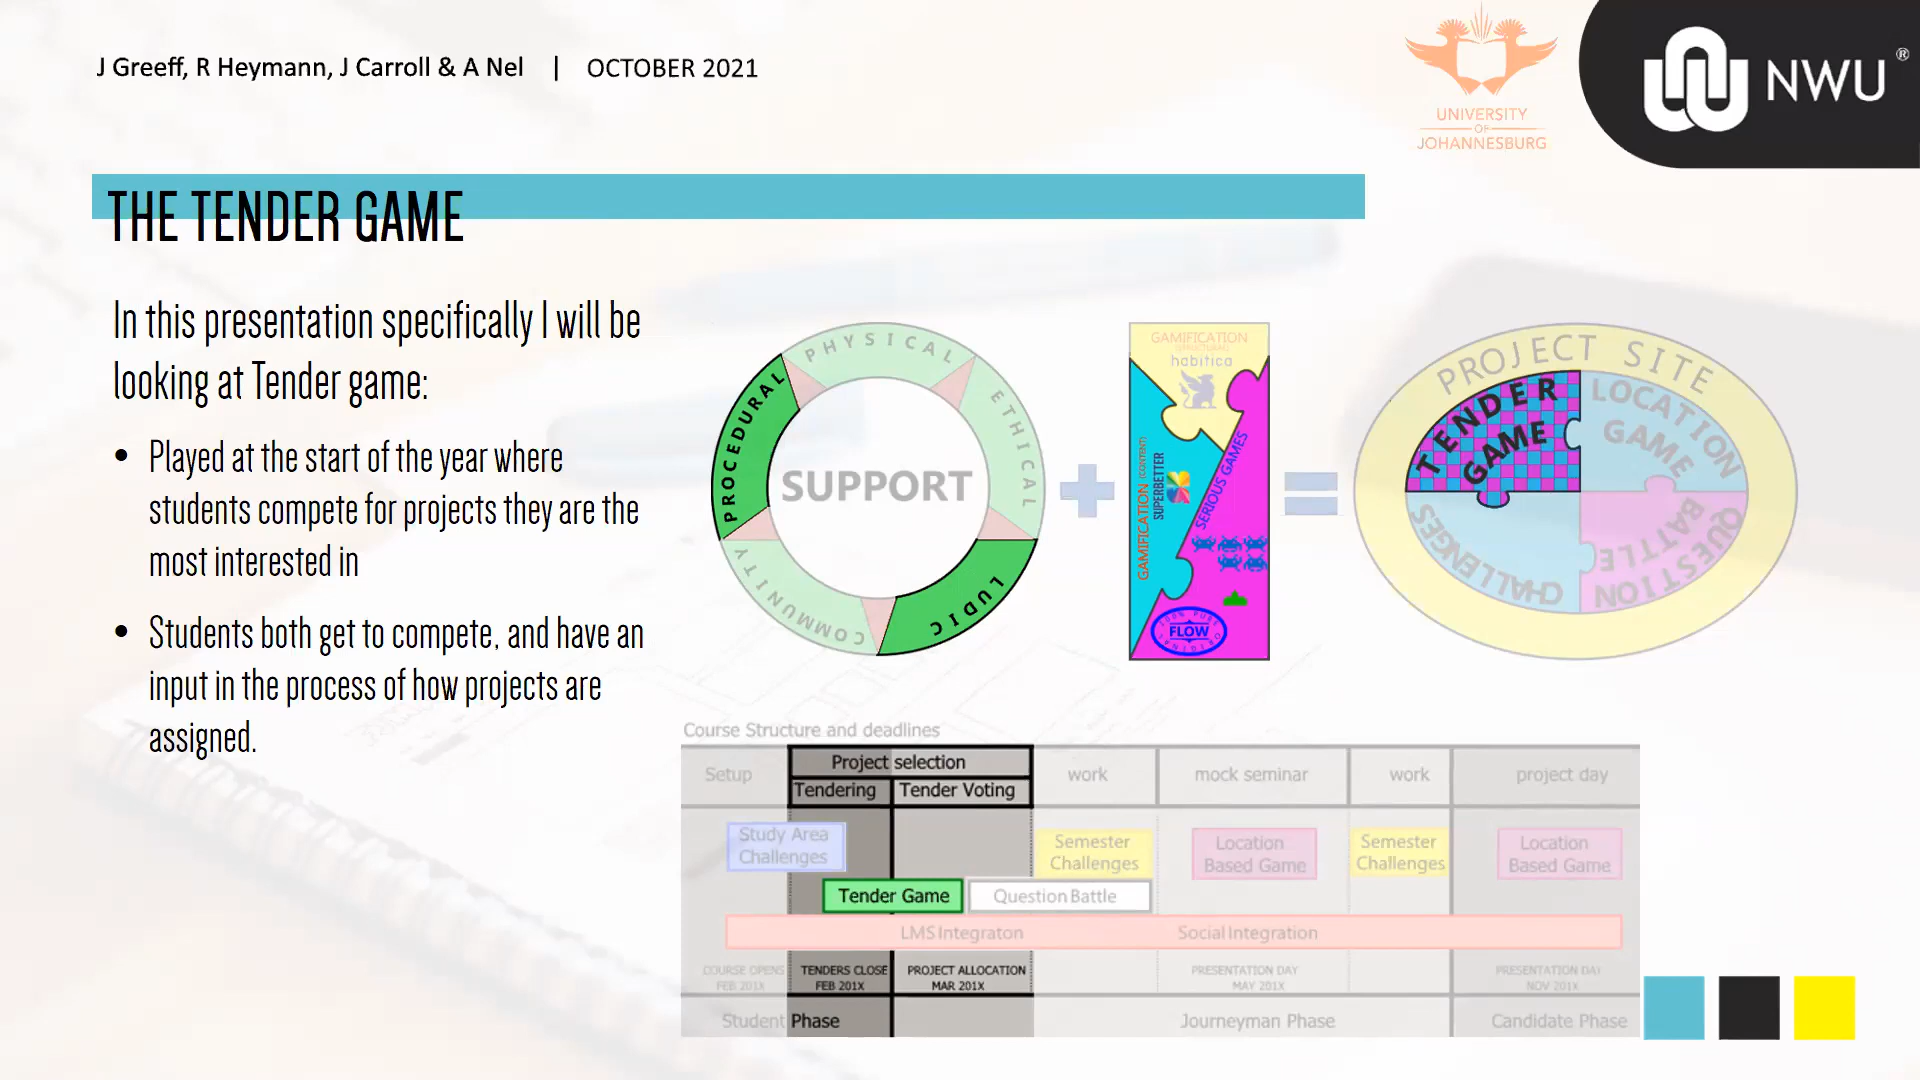 J Greeff, R Heymann, J Carroll & A Nel | OCTOBER 2021
UNIVERSITY
OF
JOHANNESBURG
NWU ®
THE TENDER GAME
In this presentation specifically I will be
looking at Tender game:
• Played at the start of the year where
students compete for projects they are the
most interested in
• Students both get to compete, and have an
input in the process of how projects are
assigned.
PHYSICAL
ETHICAL
LUDIC
COMMUNITY
PROCEDURAL
SUPPORT
GAMIFICATION
habitica
GAMIFICATION (CONTENT)
SUPERBETTER
SERIOUS GAMES
FLOW
PROJECT SITE
TENDER
GAME
LOCATION
GAME
CHALLENGES
QUESTION
BATTLE
Course Structure and deadlines
Setup
Project selection
Tendering
Tender Voting
work
mock seminar
work
project day
Study Area
Challenges
Semester
Challenges
Location
Based Game
Semester
Challenges
Location
Based Game
Tender Game
Question Battle
LMS Integraton
Social Integration
COURSE OPENS
FEB 201X
TENDERS CLOSE
FEB 201X
PROJECT ALLOCATION
MAR 201X
PRESENTATION DAY
MAY 201X
PRESENTATION DAY
NOV 201X
Student Phase
Journeyman Phase
Candidate Phase